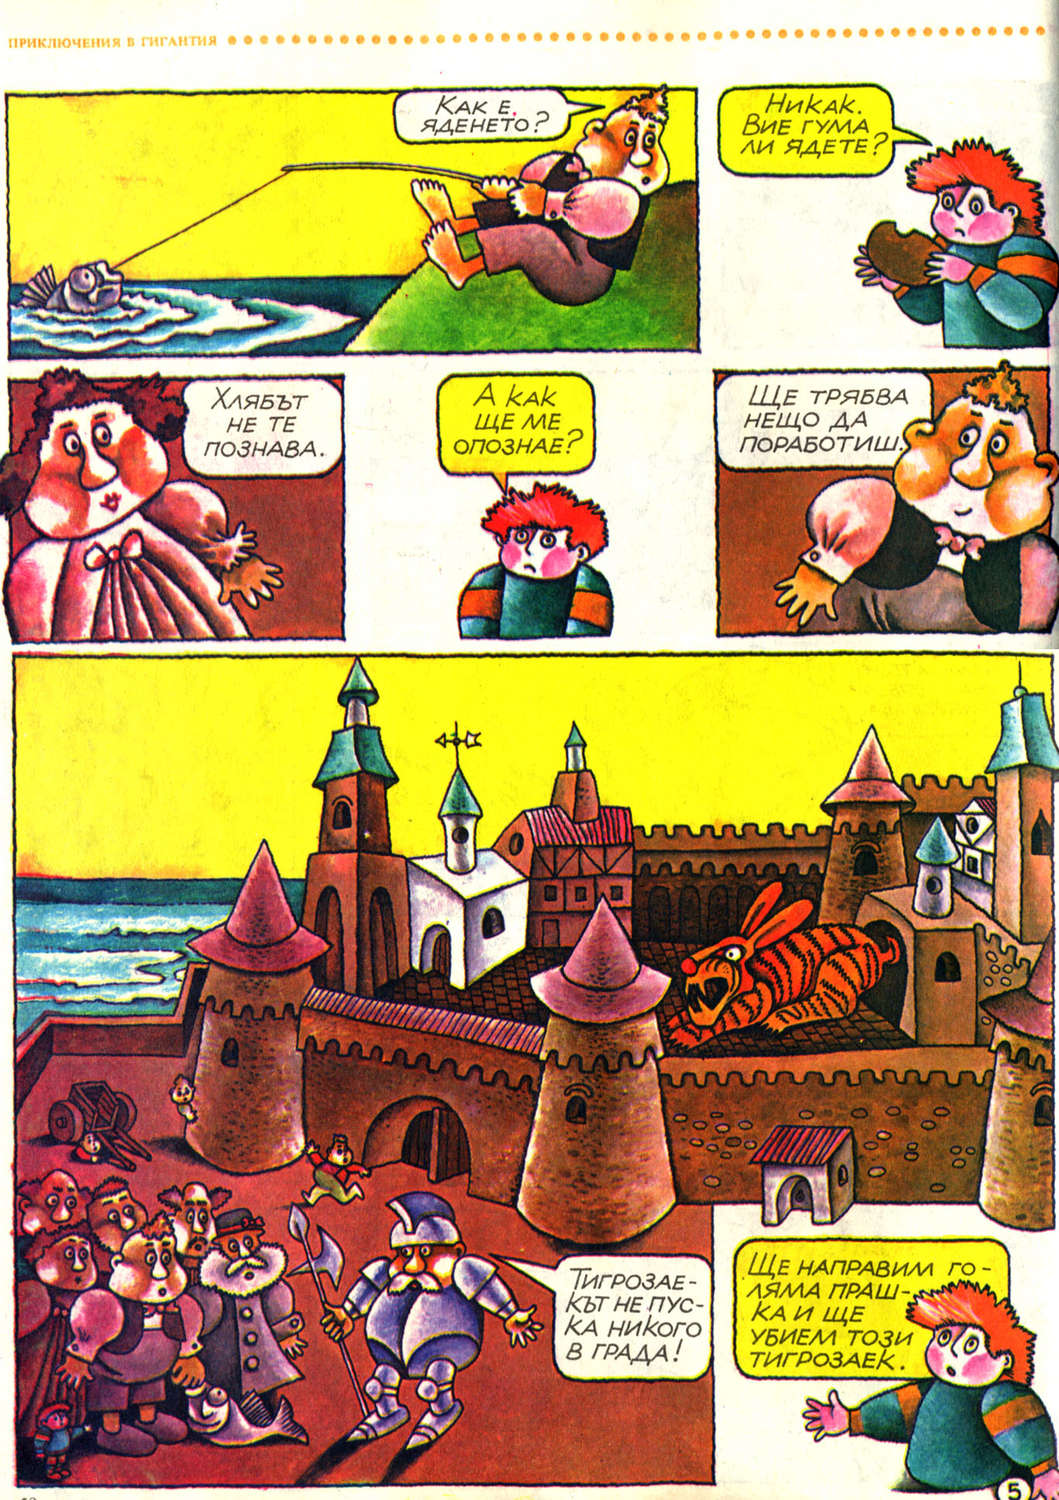 ПРИКЛЮЧЕНИЯ В ГИГАНТИЯ
КАК Е
ЯДЕНЕТО?
НИКАК.
ВИЕ ГУМА
ЛИ ЯДЕТЕ?
ХЛЯБЪТ
НЕ ТЕ
ПОЗНАВА.
А КАК
ЩЕ МЕ
ОПОЗНАЕ?
ЩЕ ТРЯБВА
НЕЩО ДА
ПОРАБОТИШ.
ТИГРОЗАЕ-
КЪТ НЕ ПУС-
КА НИКОГО
В ГРАДА!
ЩЕ НАПРАВИМ ГО-
ЛЯМА ПРАШ-
КА И ЩЕ
УБИЕМ ТОЗИ
ТИГРОЗАЕК.
5